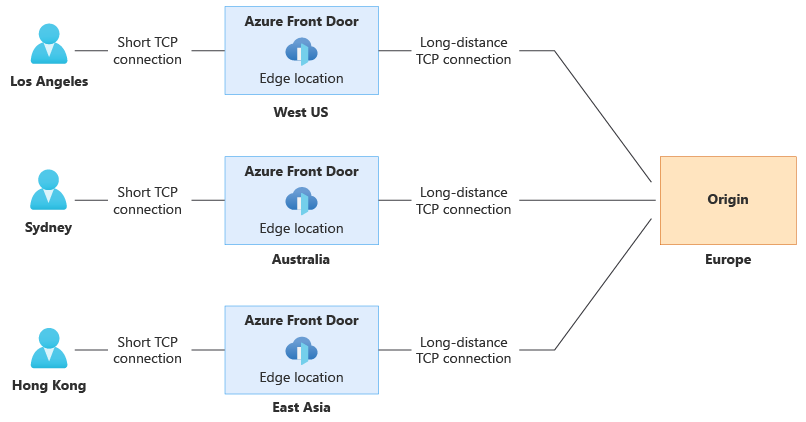 Azure Front Door
Edge location
West US
Los Angeles
Short TCP
connection
Long-distance
TCP connection
Azure Front Door
Edge location
Australia
Sydney
Short TCP
connection
Long-distance
TCP connection
Origin
Europe
Azure Front Door
Edge location
East Asia
Hong Kong
Short TCP
connection
Long-distance
TCP connection